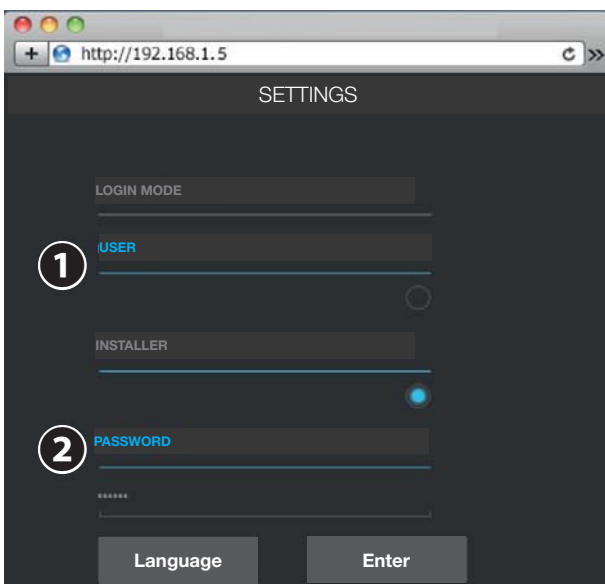 + http://192.168.1.5 »
SETTINGS
LOGIN MODE
1 USER
INSTALLER
2 PASSWORD
••••••
Language Enter